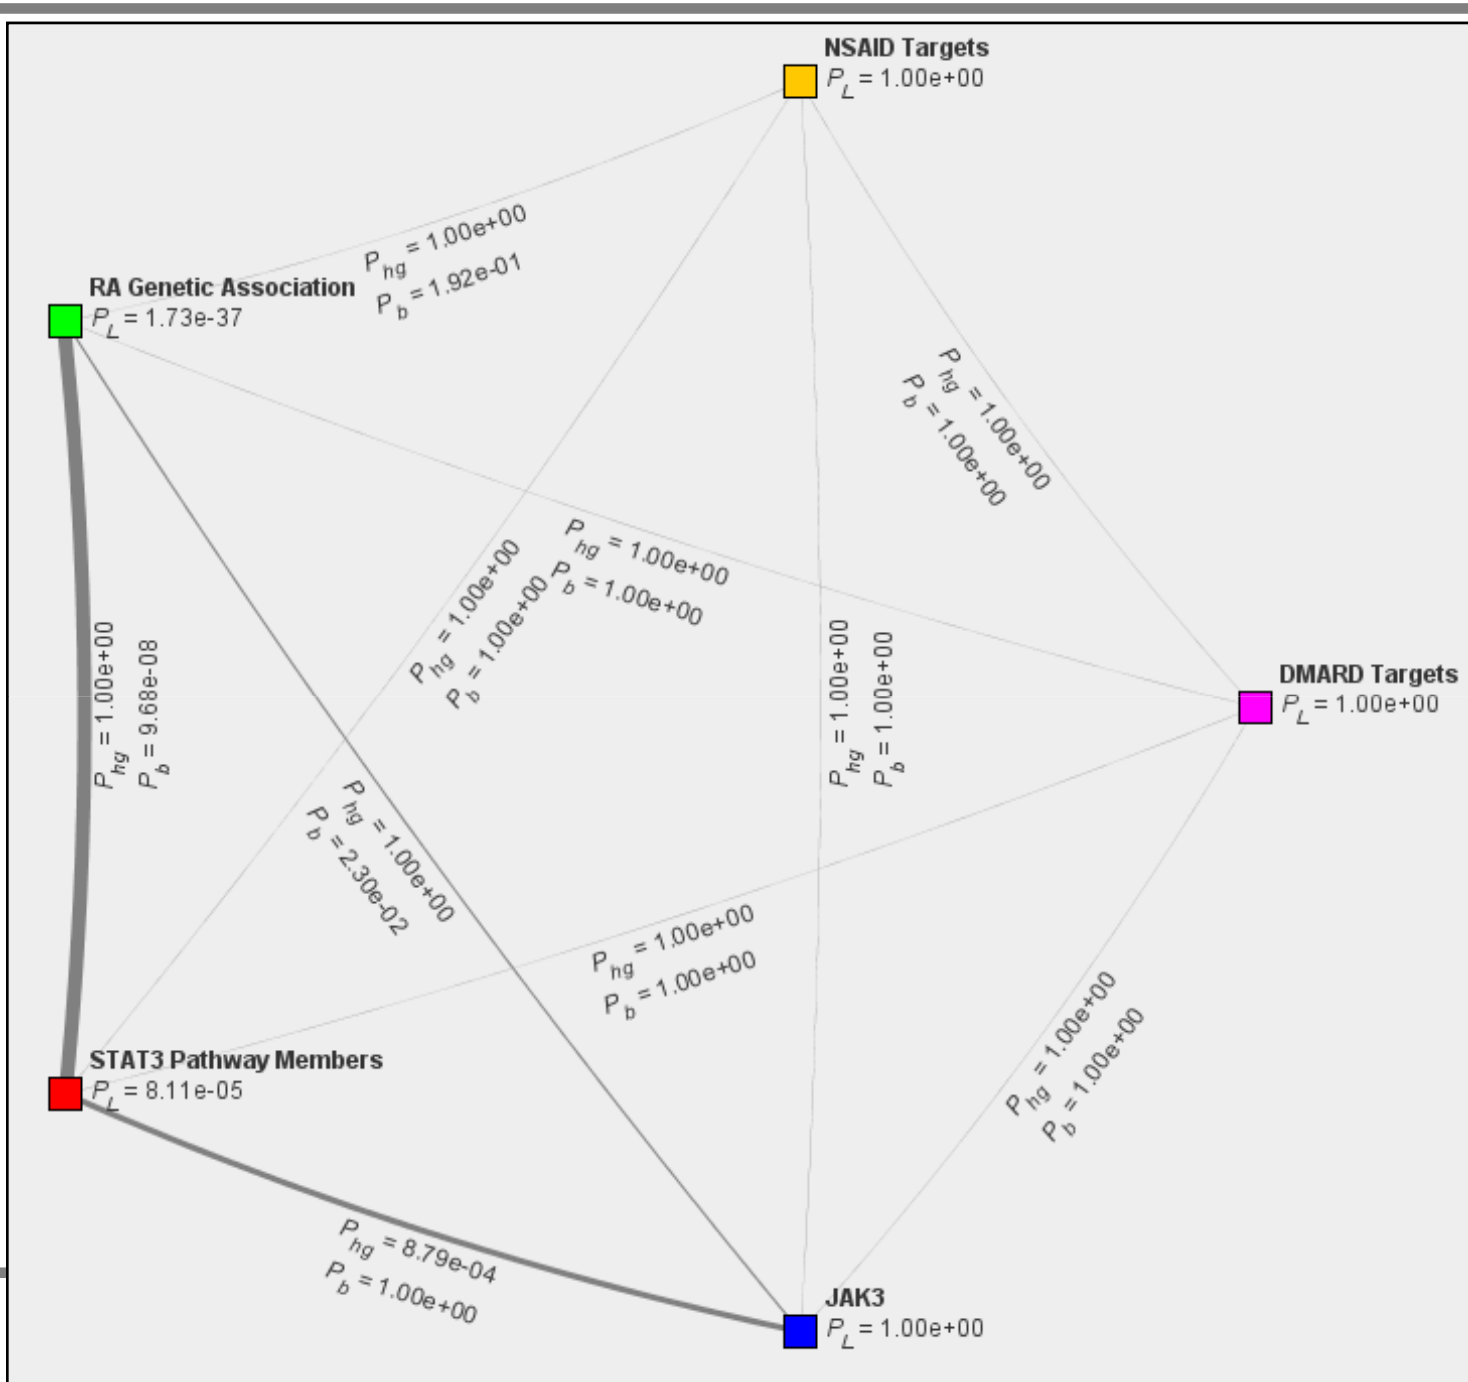 NSAID Targets
P_L = 1.00e+00
P_hg = 1.00e+00
P_b = 1.92e-01
RA Genetic Association
P_L = 1.73e-37
P_hg = 1.00e+00
P_b = 1.00e+00
P_hg = 1.00e+00
P_b = 1.00e+00
P_hg = 1.00e+00
P_b = 1.00e+00
P_hg = 1.00e+00
P_b = 9.68e-08
P_hg = 1.00e+00
P_b = 1.00e+00
DMARD Targets
P_L = 1.00e+00
P_hg = 1.00e+00
P_b = 2.30e-02
P_hg = 1.00e+00
P_b = 1.00e+00
P_hg = 1.00e+00
P_b = 1.00e+00
STAT3 Pathway Members
P_L = 8.11e-05
P_hg = 8.79e-04
P_b = 1.00e+00
JAK3
P_L = 1.00e+00